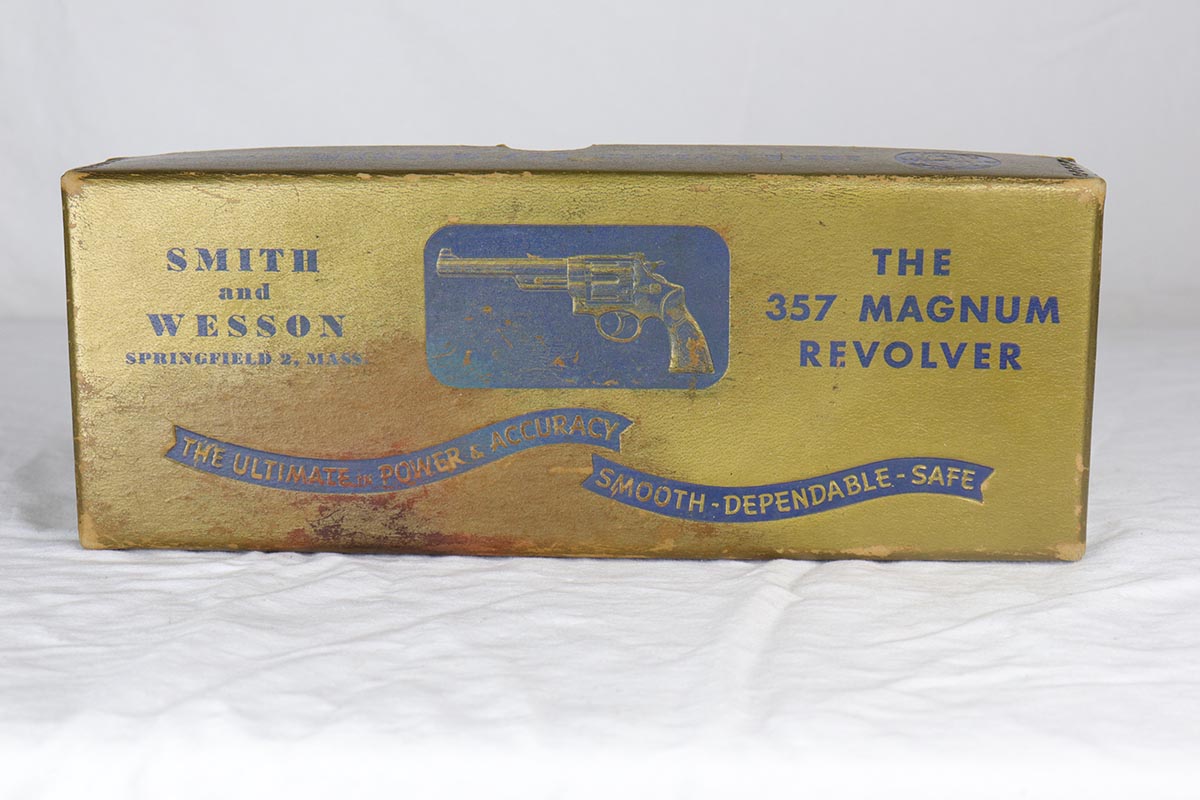 SMITH
and
WESSON
SPRINGFIELD 2, MASS.
THE
357 MAGNUM
REVOLVER
THE ULTIMATE in POWER & ACCURACY
SMOOTH - DEPENDABLE - SAFE